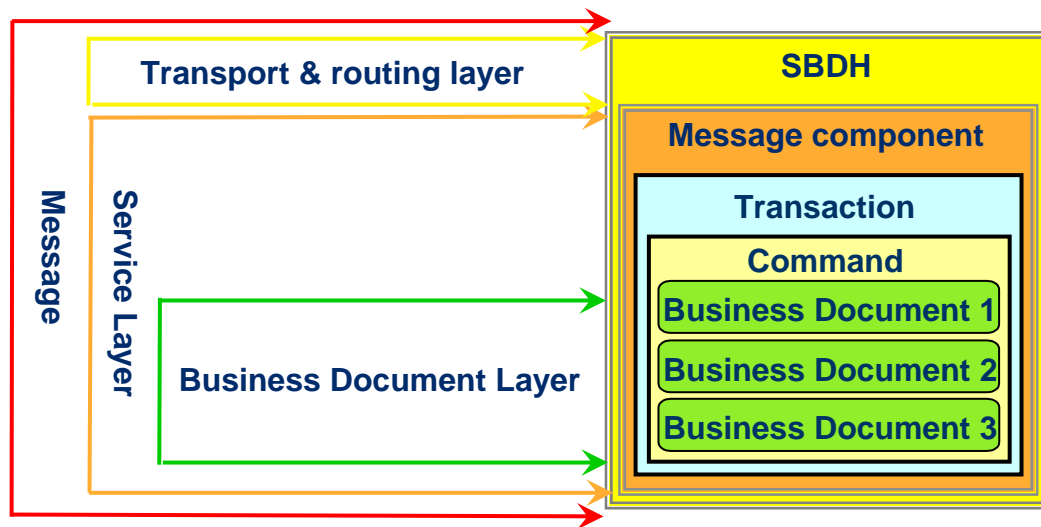 Transport & routing layer
SBDH
Message component
Message
Service Layer
Transaction
Command
Business Document 1
Business Document Layer
Business Document 2
Business Document 3